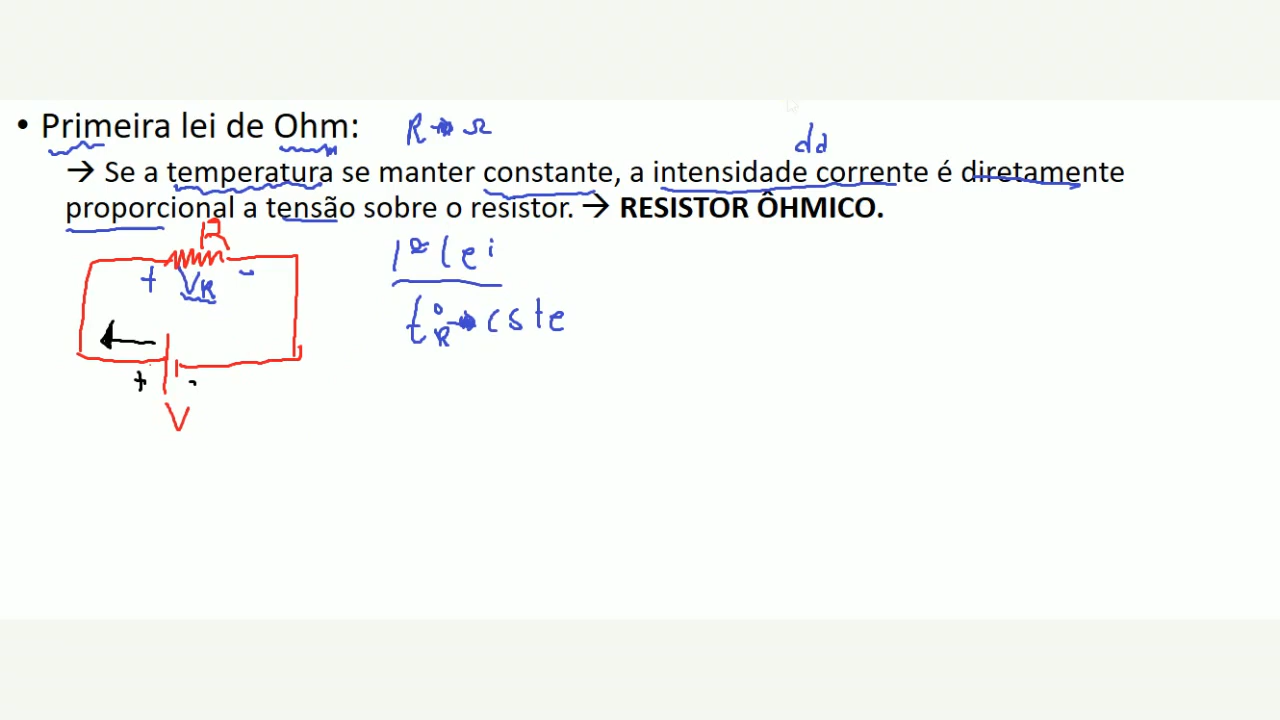 • Primeira lei de Ohm: R → Ω
dd
→ Se a temperatura se manter constante, a intensidade corrente é diretamente
proporcional a tensão sobre o resistor. → RESISTOR ÔHMICO.
R
+ VR -
1ª lei
t°R → cste
+ -
V